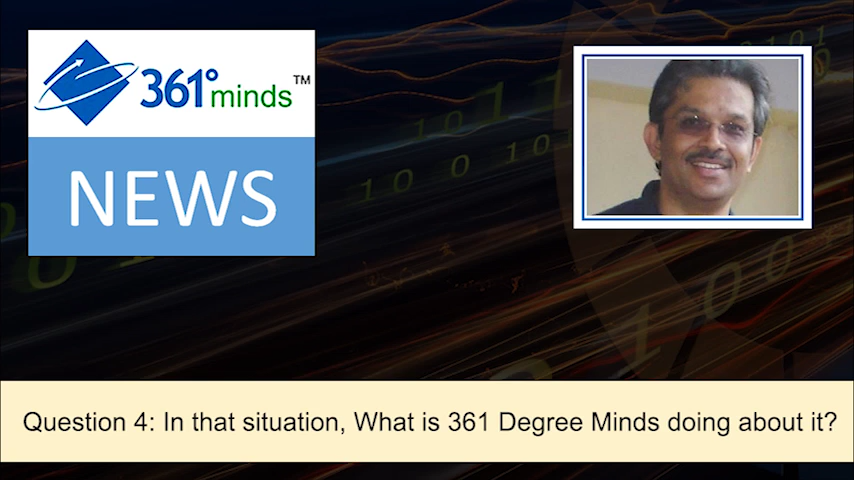 361° minds™
NEWS
Question 4: In that situation, What is 361 Degree Minds doing about it?